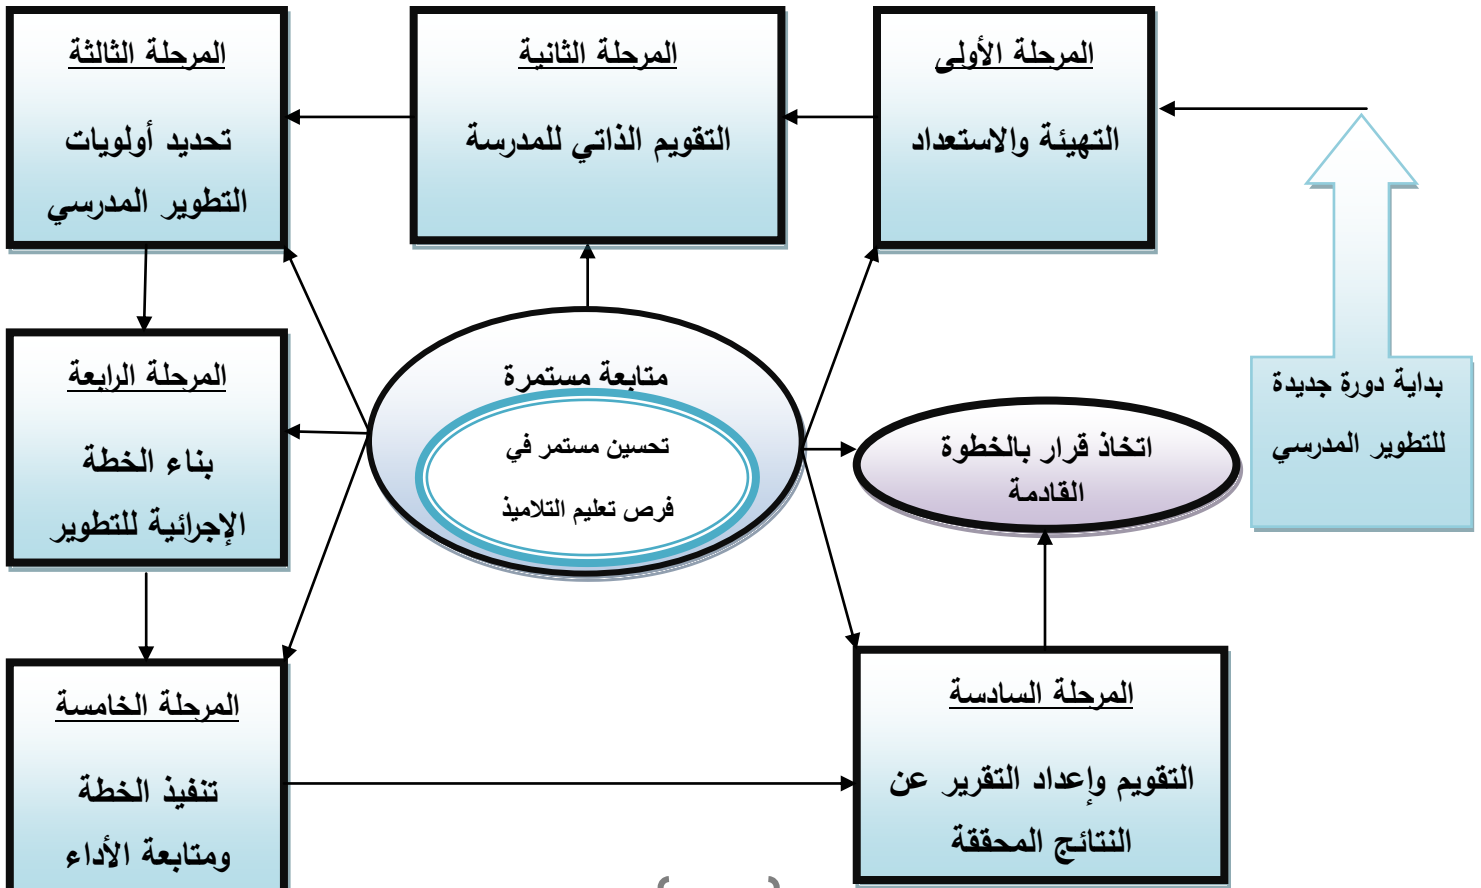 المرحلة الأولى
التهيئة والاستعداد
المرحلة الثانية
التقويم الذاتي للمدرسة
المرحلة الثالثة
تحديد أولويات
التطوير المدرسي
المرحلة الرابعة
بناء الخطة
الإجرائية للتطوير
المرحلة الخامسة
تنفيذ الخطة
ومتابعة الأداء
المرحلة السادسة
التقويم وإعداد التقرير عن
النتائج المحققة
اتخاذ قرار بالخطوة
القادمة
بداية دورة جديدة
للتطوير المدرسي
متابعة مستمرة
تحسين مستمر في
فرص تعليم التلاميذ